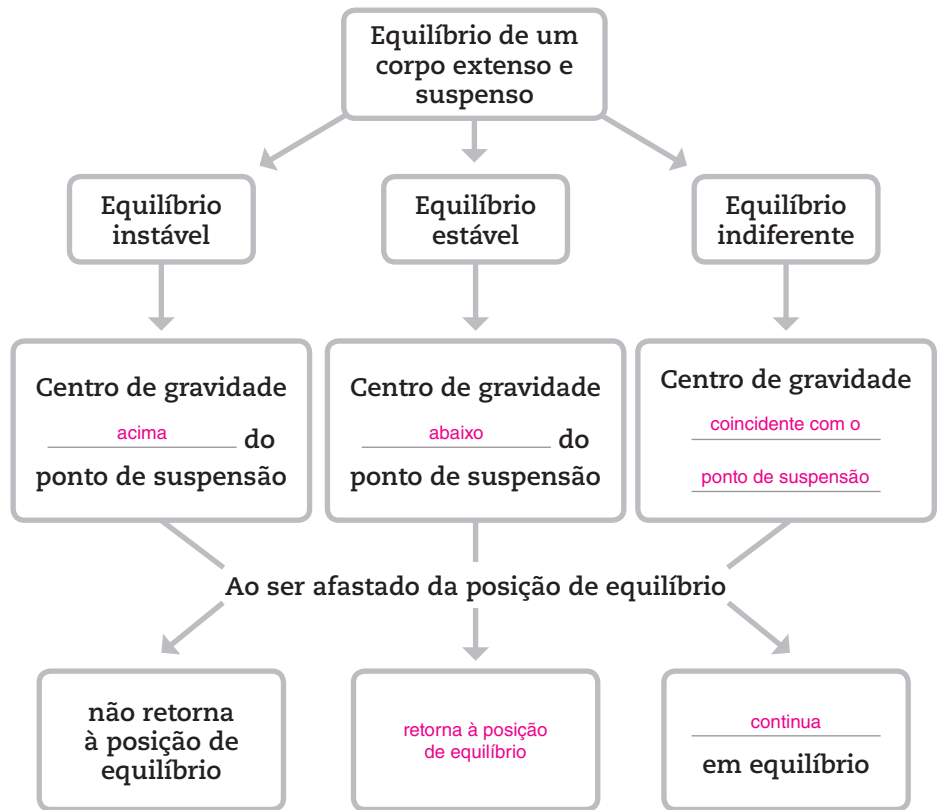 Equilíbrio de um
corpo extenso e
suspenso
Equilíbrio
instável
Equilíbrio
estável
Equilíbrio
indiferente
Centro de gravidade
acima do
ponto de suspensão
Centro de gravidade
abaixo do
ponto de suspensão
Centro de gravidade
coincidente com o
ponto de suspensão
Ao ser afastado da posição de equilíbrio
não retorna
à posição de
equilíbrio
retorna à posição
de equilíbrio
continua
em equilíbrio